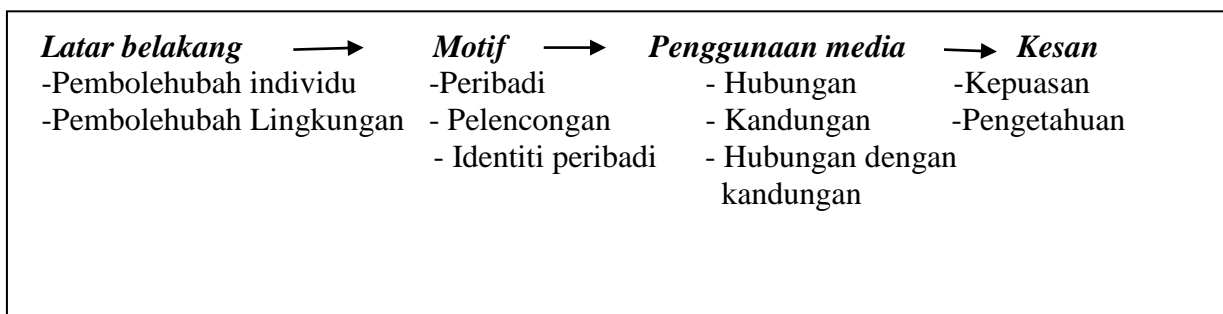 Latar belakang Motif Penggunaan media Kesan
-Pembolehubah individu -Peribadi - Hubungan -Kepuasan
-Pembolehubah Lingkungan - Pelencongan - Kandungan -Pengetahuan
- Identiti peribadi - Hubungan dengan
kandungan